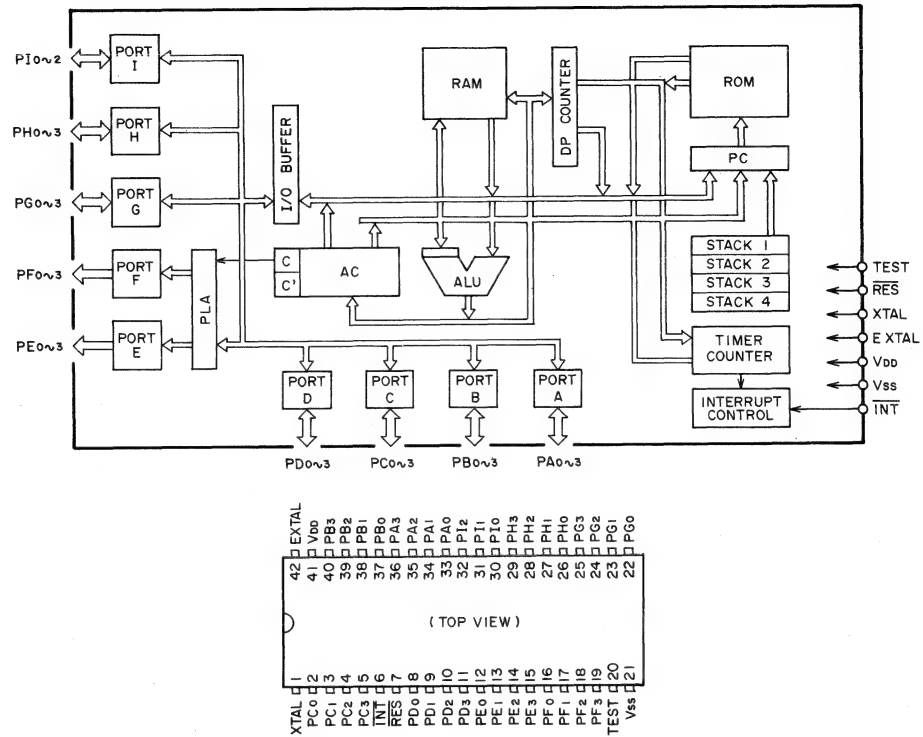 PI0~2
PORT I
PH0~3
PORT H
PG0~3
PORT G
PF0~3
PORT F
PE0~3
PORT E
PLA
I/O BUFFER
RAM
DP COUNTER
ROM
PC
C
C'
AC
ALU
STACK 1
STACK 2
STACK 3
STACK 4
TIMER COUNTER
INTERRUPT CONTROL
TEST
RES
XTAL
EXTAL
VDD
VSS
INT
PORT D
PORT C
PORT B
PORT A
PD0~3
PC0~3
PB0~3
PA0~3
42 EXTAL
41 VDD
40 PB3
39 PB2
38 PB1
37 PB0
36 PA3
35 PA2
34 PA1
33 PA0
32 PI2
31 PI1
30 PI0
29 PH3
28 PH2
27 PH1
26 PH0
25 PG3
24 PG2
23 PG1
22 PG0
(TOP VIEW)
XTAL 1
PC0 2
PC1 3
PC2 4
PC3 5
INT 6
RES 7
PD0 8
PD1 9
PD2 10
PD3 11
PE0 12
PE1 13
PE2 14
PE3 15
PF0 16
PF1 17
PF2 18
PF3 19
TEST 20
VSS 21